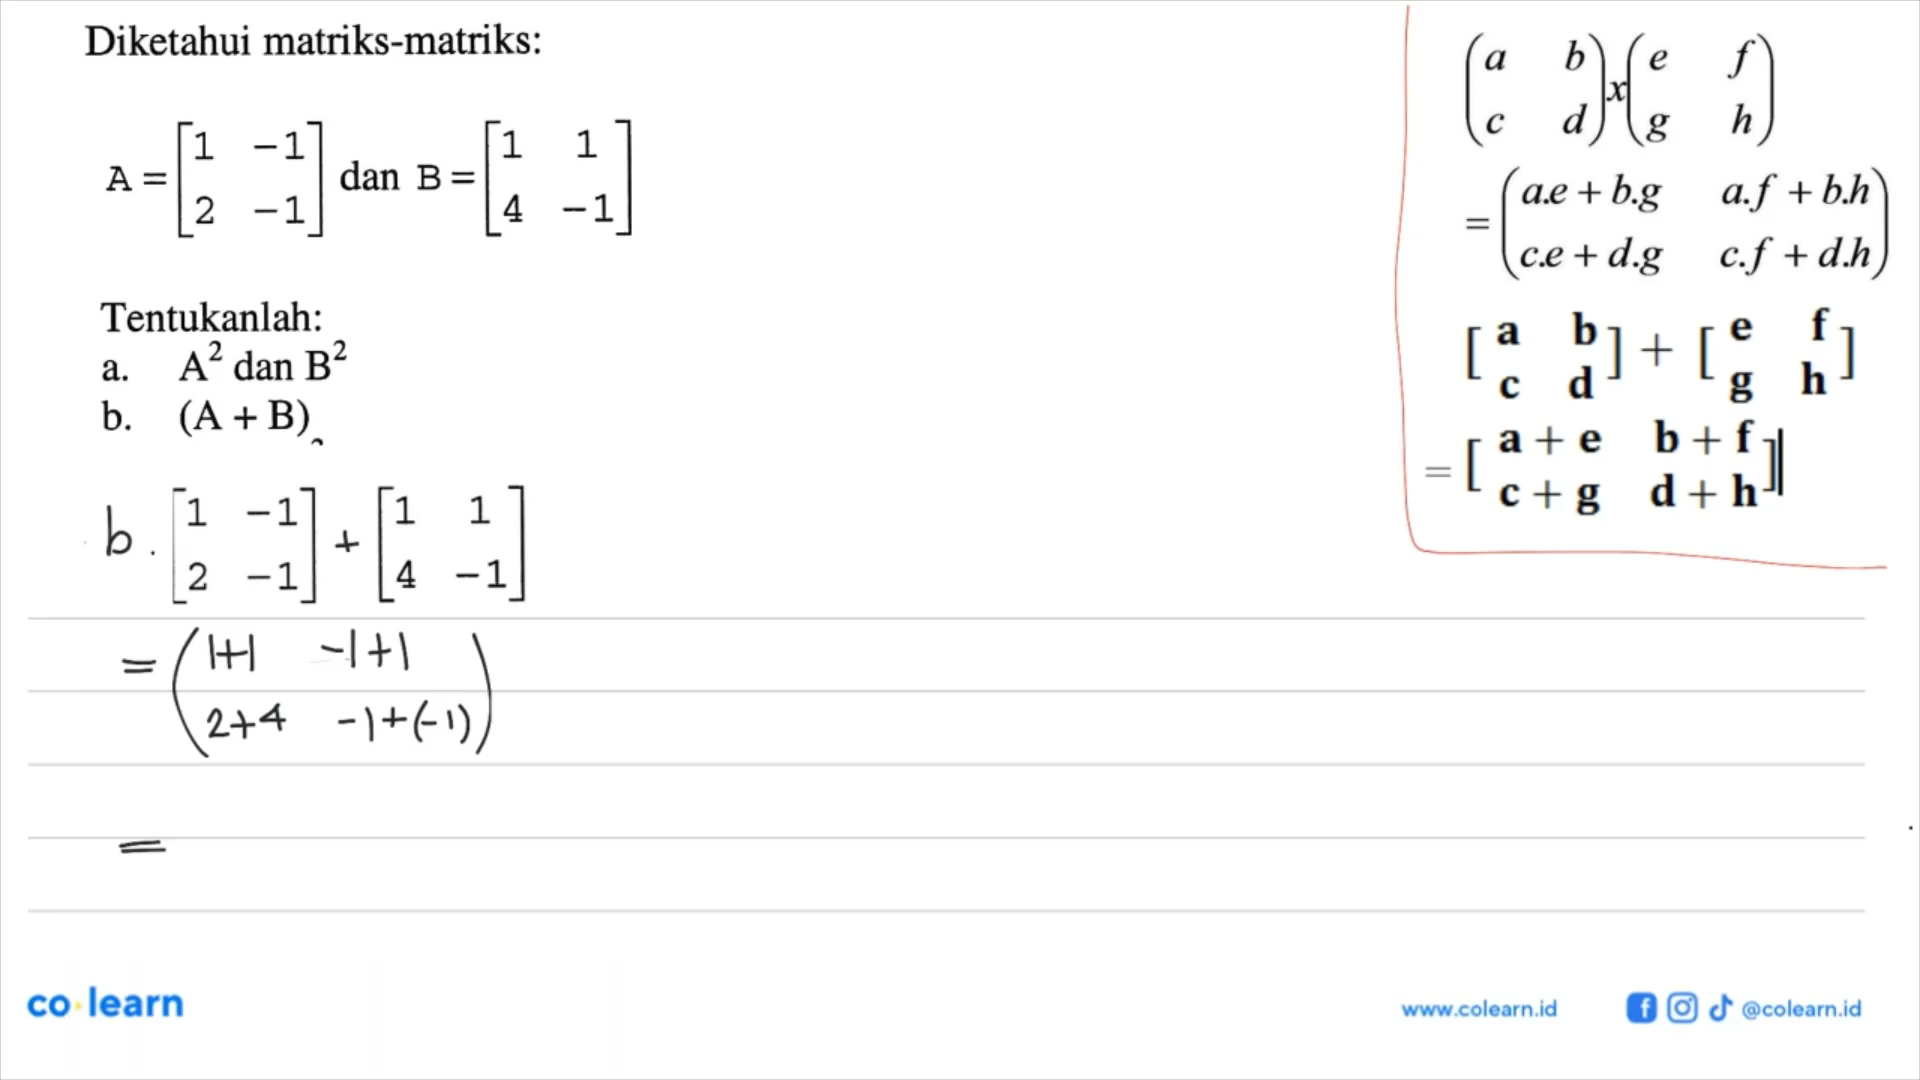 Diketahui matriks-matriks:
A = [1 -1] dan B = [1 1]
[2 -1] [4 -1]
Tentukanlah:
a. A² dan B²
b. (A + B)
b. [1 -1] + [1 1]
[2 -1] [4 -1]
= (1+1 -1+1)
(2+4 -1+(-1))
=
(a b) x (e f)
(c d) (g h)
= (a.e + b.g a.f + b.h)
(c.e + d.g c.f + d.h)
[a b] + [e f]
[c d] [g h]
= [a + e b + f]
[c + g d + h]
co learn
www.colearn.id
@colearn.id